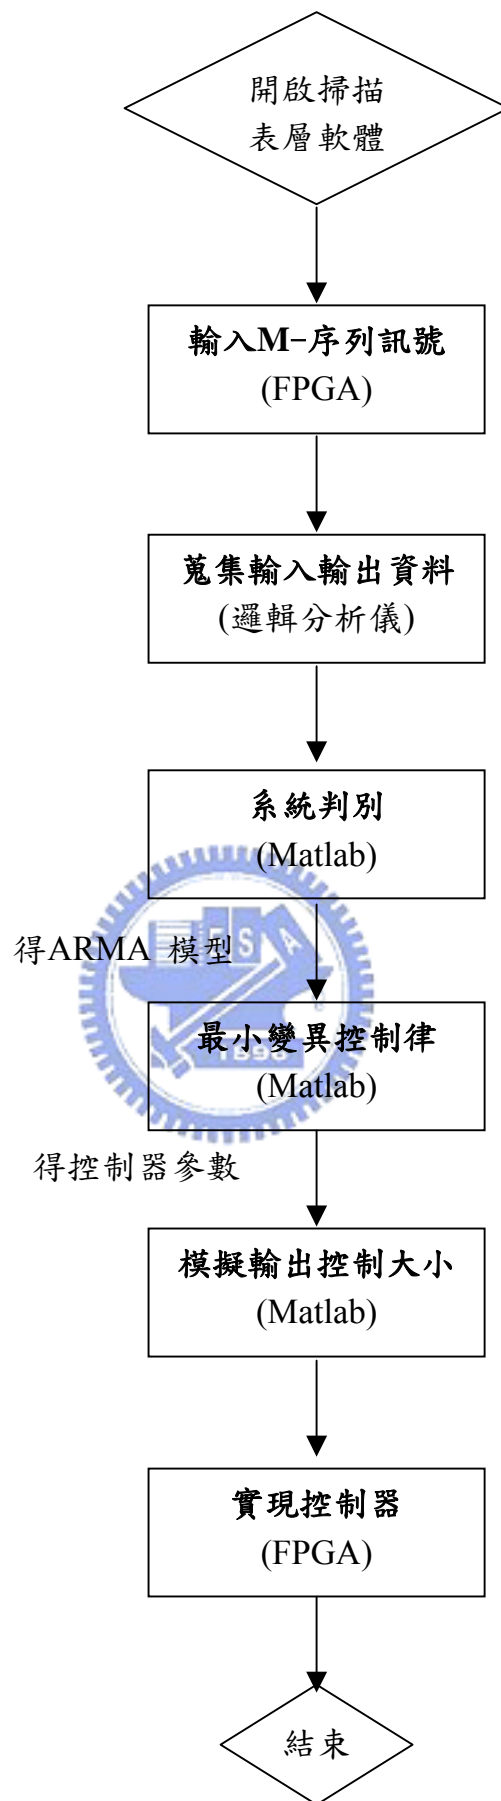 開啟掃描
表層軟體
輸入M-序列訊號
(FPGA)
蒐集輸入輸出資料
(邏輯分析儀)
系統判別
(Matlab)
得ARMA 模型
E S A
最小變異控制律
1896
(Matlab)
得控制器參數
模擬輸出控制大小
(Matlab)
實現控制器
(FPGA)
結束